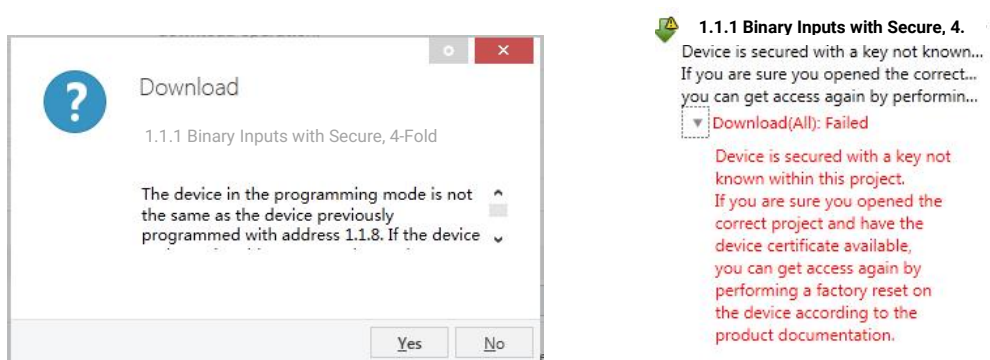 Download
1.1.1 Binary Inputs with Secure, 4-Fold
The device in the programming mode is not
the same as the device previously
programmed with address 1.1.8. If the device
Yes
No
1.1.1 Binary Inputs with Secure, 4.
Device is secured with a key not known...
If you are sure you opened the correct...
you can get access again by performin...
Download(All): Failed
Device is secured with a key not
known within this project.
If you are sure you opened the
correct project and have the
device certificate available,
you can get access again by
performing a factory reset on
the device according to the
product documentation.